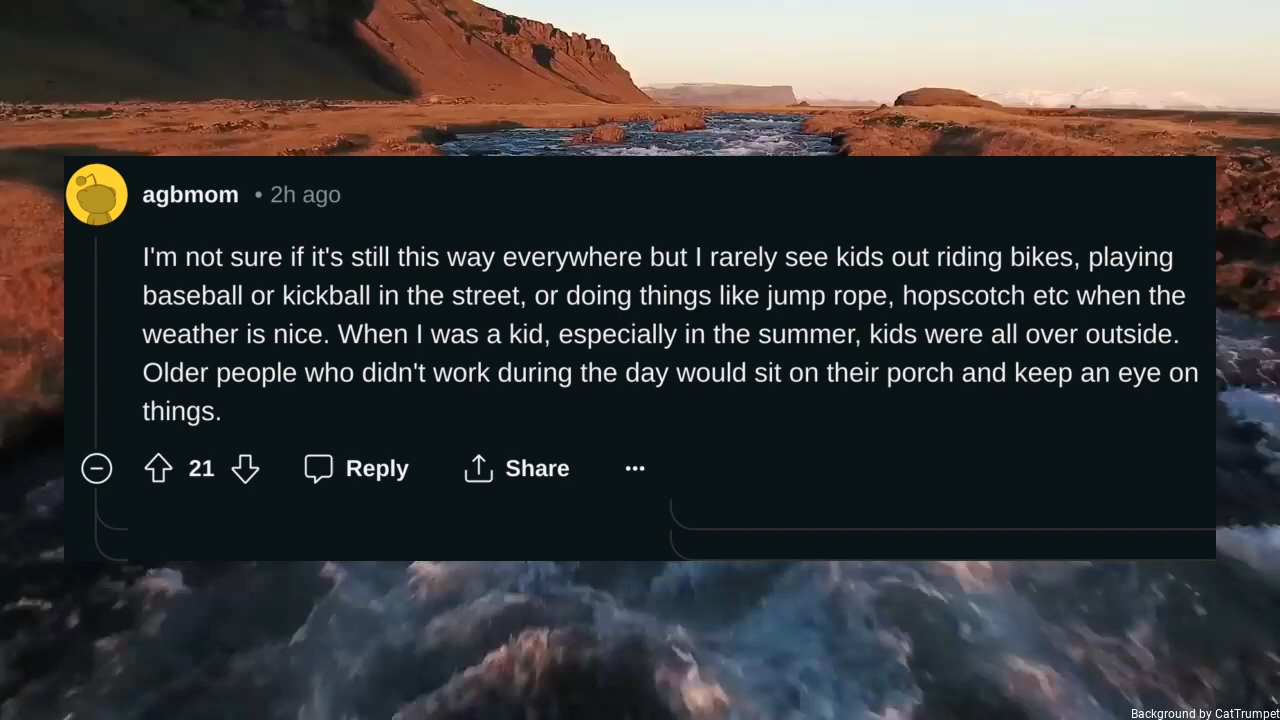 agbmom • 2h ago
I'm not sure if it's still this way everywhere but I rarely see kids out riding bikes, playing
baseball or kickball in the street, or doing things like jump rope, hopscotch etc when the
weather is nice. When I was a kid, especially in the summer, kids were all over outside.
Older people who didn't work during the day would sit on their porch and keep an eye on
things.
21 Reply Share
Background by CatTrumpet